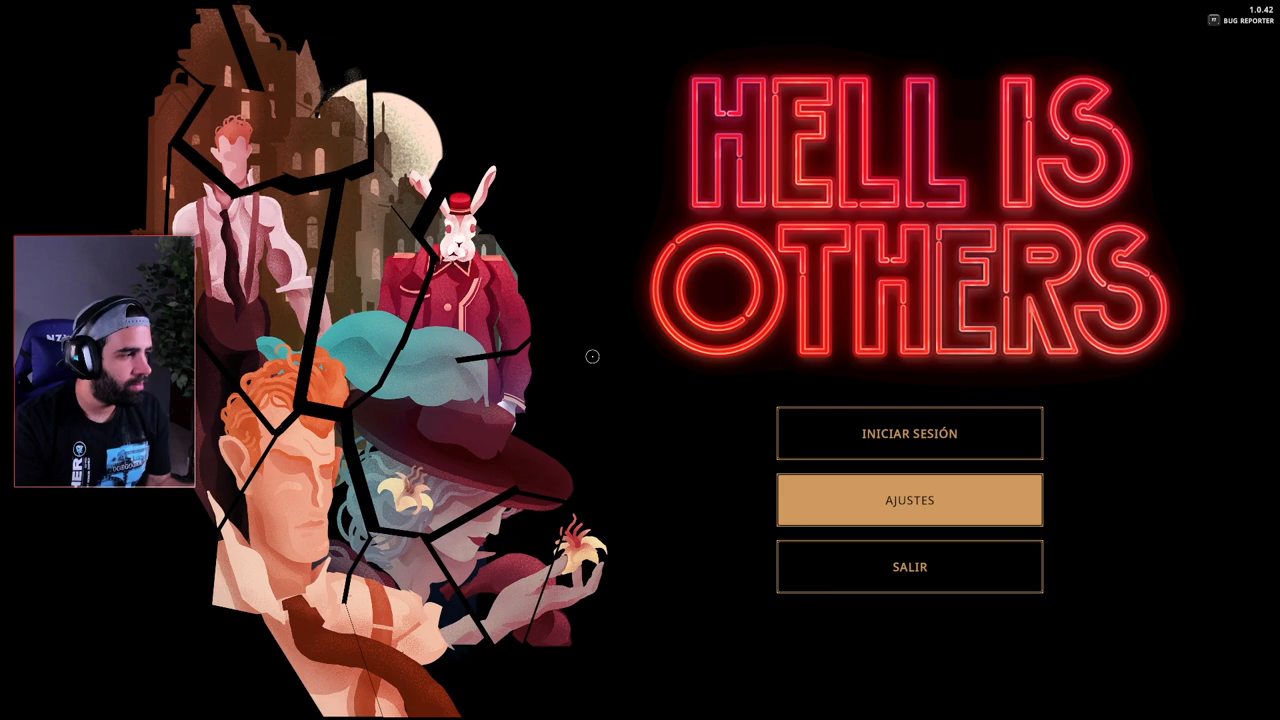 1.0.42
BUG REPORTER
HELL IS
OTHERS
INICIAR SESIÓN
AJUSTES
SALIR